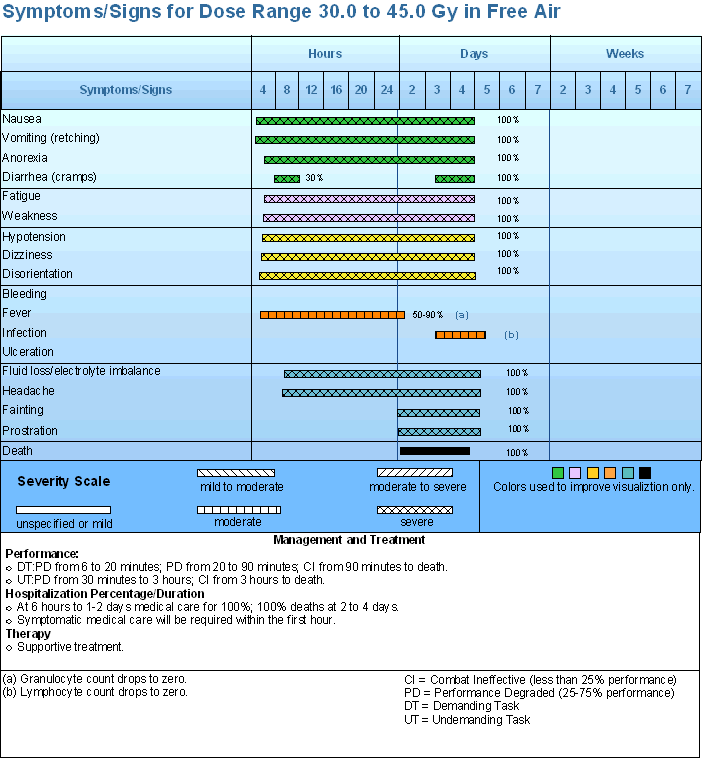 Symptoms/Signs for Dose Range 30.0 to 45.0 Gy in Free Air
Hours Days Weeks
Symptoms/Signs 4 8 12 16 20 24 2 3 4 5 6 7 2 3 4 5 6 7
Nausea 100%
Vomiting (retching) 100%
Anorexia 100%
Diarrhea (cramps) 30% 100%
Fatigue 100%
Weakness 100%
Hypotension 100%
Dizziness 100%
Disorientation 100%
Bleeding
Fever 50-90% (a)
Infection (b)
Ulceration
Fluid loss/electrolyte imbalance 100%
Headache 100%
Fainting 100%
Prostration 100%
Death 100%
Severity Scale
mild to moderate
moderate to severe
unspecified or mild
moderate
severe
Colors used to improve visualiztion only.
Management and Treatment
Performance:
DT:PD from 6 to 20 minutes; PD from 20 to 90 minutes; CI from 90 minutes to death.
UT:PD from 30 minutes to 3 hours; CI from 3 hours to death.
Hospitalization Percentage/Duration
At 6 hours to 1-2 days medical care for 100%; 100% deaths at 2 to 4 days.
Symptomatic medical care will be required within the first hour.
Therapy
Supportive treatment.
(a) Granulocyte count drops to zero.
(b) Lymphocyte count drops to zero.
CI = Combat Ineffective (less than 25% performance)
PD = Performance Degraded (25-75% performance)
DT = Demanding Task
UT = Undemanding Task